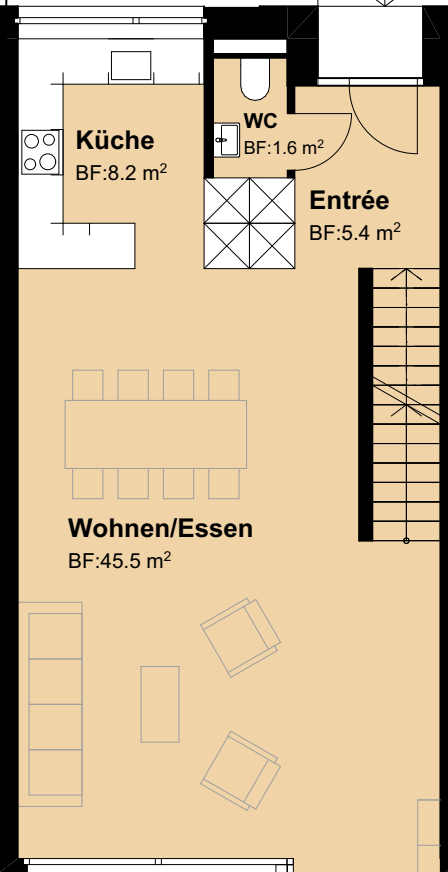 Küche
BF:8.2 m²
WC
BF:1.6 m²
Entrée
BF:5.4 m²
Wohnen/Essen
BF:45.5 m²